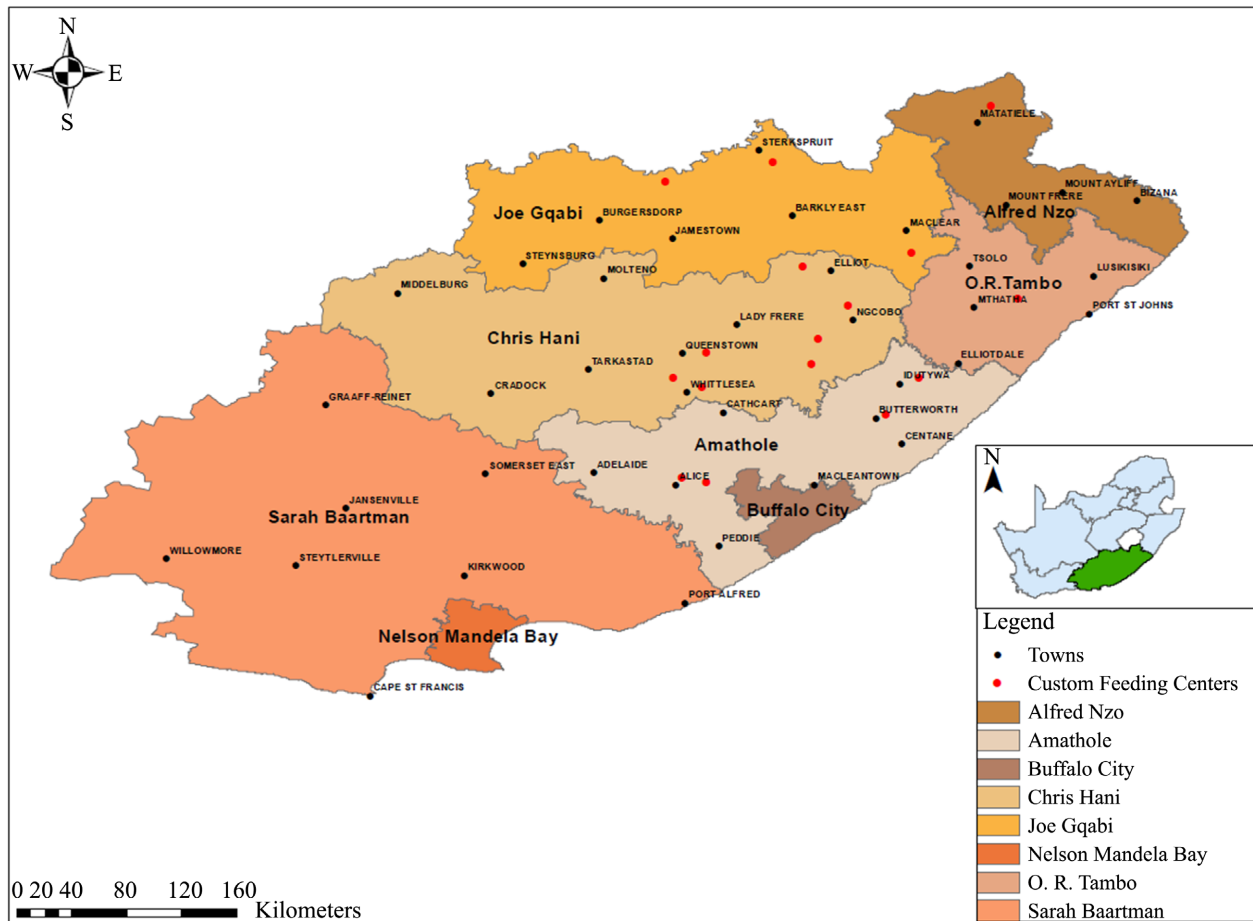 N
W E
S
MATATIELE
STERKSPRUIT
MOUNT AYLIFF
BIZANA
MOUNT FRERE
Alfred Nzo
Joe Gqabi
BURGERSDORP
BARKLY EAST
JAMESTOWN
MACLEAR
STEYNSBURG
MOLTENO
ELLIOT
TSOLO
LUSIKISIKI
O.R.Tambo
MIDDELBURG
MTHATHA
PORT ST JOHNS
LADY FRERE
NGCOBO
Chris Hani
QUEENSTOWN
TARKASTAD
ELLIOTDALE
CRADOCK
WHITTLESEA
IDUTYWA
GRAAFF-REINET
CATHCART
BUTTERWORTH
Amathole
CENTANE
SOMERSET EAST
ADELAIDE
ALICE
MACLEANTOWN
JANSENVILLE
Sarah Baartman
Buffalo City
PEDDIE
WILLOWMORE
STEYTLERVILLE
KIRKWOOD
PORT ALFRED
Nelson Mandela Bay
CAPE ST FRANCIS
N
Legend
Towns
Custom Feeding Centers
Alfred Nzo
Amathole
Buffalo City
Chris Hani
Joe Gqabi
Nelson Mandela Bay
O. R. Tambo
Sarah Baartman
0 20 40 80 120 160
Kilometers